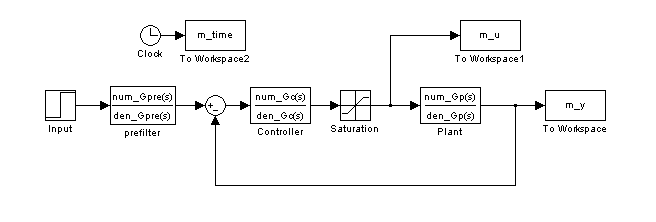 m_time
Clock
To Workspace2
m_u
To Workspace1
Input
num_Gpre(s)
den_Gpre(s)
prefilter
+
_
num_Gc(s)
den_Gc(s)
Controller
Saturation
num_Gp(s)
den_Gp(s)
Plant
m_y
To Workspace